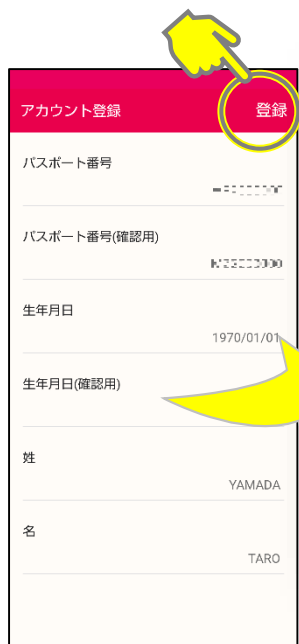 アカウント登録 登録
パスポート番号
パスポート番号(確認用)
生年月日
1970/01/01
生年月日(確認用)
姓
YAMADA
名
TARO